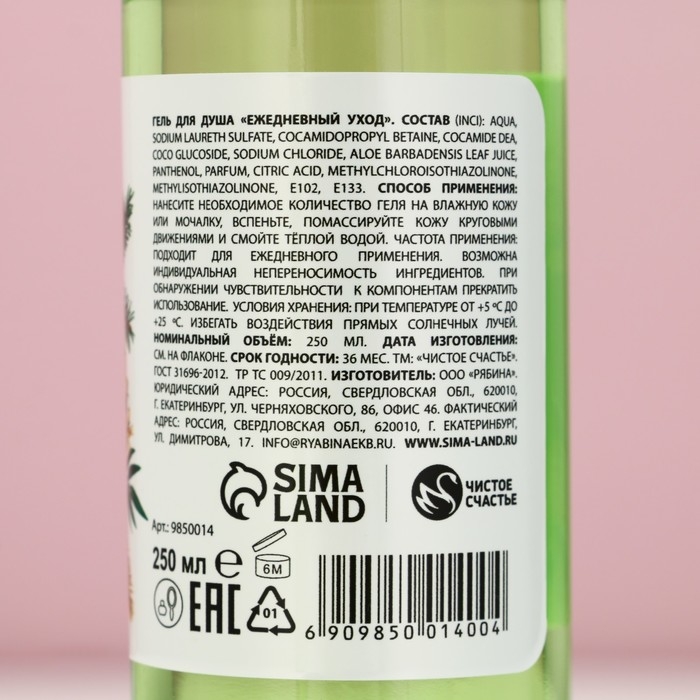 ГЕЛЬ ДЛЯ ДУША «ЕЖЕДНЕВНЫЙ УХОД». СОСТАВ (INCI): AQUA,
SODIUM LAURETH SULFATE, COCAMIDOPROPYL BETAINE, COCAMIDE DEA,
COCO GLUCOSIDE, SODIUM CHLORIDE, ALOE BARBADENSIS LEAF JUICE,
PANTHENOL, PARFUM, CITRIC ACID, METHYLCHLOROISOTHIAZOLINONE,
METHYLISOTHIAZOLINONE, E102, E133. СПОСОБ ПРИМЕНЕНИЯ:
НАНЕСИТЕ НЕОБХОДИМОЕ КОЛИЧЕСТВО ГЕЛЯ НА ВЛАЖНУЮ КОЖУ
ИЛИ МОЧАЛКУ, ВСПЕНЬТЕ, ПОМАССИРУЙТЕ КОЖУ КРУГОВЫМИ
ДВИЖЕНИЯМИ И СМОЙТЕ ТЁПЛОЙ ВОДОЙ. ЧАСТОТА ПРИМЕНЕНИЯ:
ПОДХОДИТ ДЛЯ ЕЖЕДНЕВНОГО ПРИМЕНЕНИЯ. ВОЗМОЖНА
ИНДИВИДУАЛЬНАЯ НЕПЕРЕНОСИМОСТЬ ИНГРЕДИЕНТОВ. ПРИ
ОБНАРУЖЕНИИ ЧУВСТВИТЕЛЬНОСТИ К КОМПОНЕНТАМ ПРЕКРАТИТЬ
ИСПОЛЬЗОВАНИЕ. УСЛОВИЯ ХРАНЕНИЯ: ПРИ ТЕМПЕРАТУРЕ ОТ +5 ºС ДО
+25 ºС. ИЗБЕГАТЬ ВОЗДЕЙСТВИЯ ПРЯМЫХ СОЛНЕЧНЫХ ЛУЧЕЙ.
НОМИНАЛЬНЫЙ ОБЪЁМ: 250 МЛ. ДАТА ИЗГОТОВЛЕНИЯ:
СМ. НА ФЛАКОНЕ. СРОК ГОДНОСТИ: 36 МЕС. ТМ: «ЧИСТОЕ СЧАСТЬЕ».
ГОСТ 31696-2012. ТР ТС 009/2011. ИЗГОТОВИТЕЛЬ: ООО «РЯБИНА».
ЮРИДИЧЕСКИЙ АДРЕС: РОССИЯ, СВЕРДЛОВСКАЯ ОБЛ., 620010,
Г. ЕКАТЕРИНБУРГ, УЛ. ЧЕРНЯХОВСКОГО, 86, ОФИС 46. ФАКТИЧЕСКИЙ
АДРЕС: РОССИЯ, СВЕРДЛОВСКАЯ ОБЛ., 620010, Г. ЕКАТЕРИНБУРГ,
УЛ. ДИМИТРОВА, 17. INFO@RYABINAEKB.RU WWW.SIMA-LAND.RU
SIMA
LAND
ЧИСТОЕ
СЧАСТЬЕ
Арт.: 9850014
250 мл e
6M
EAC
01
6 909850 014004